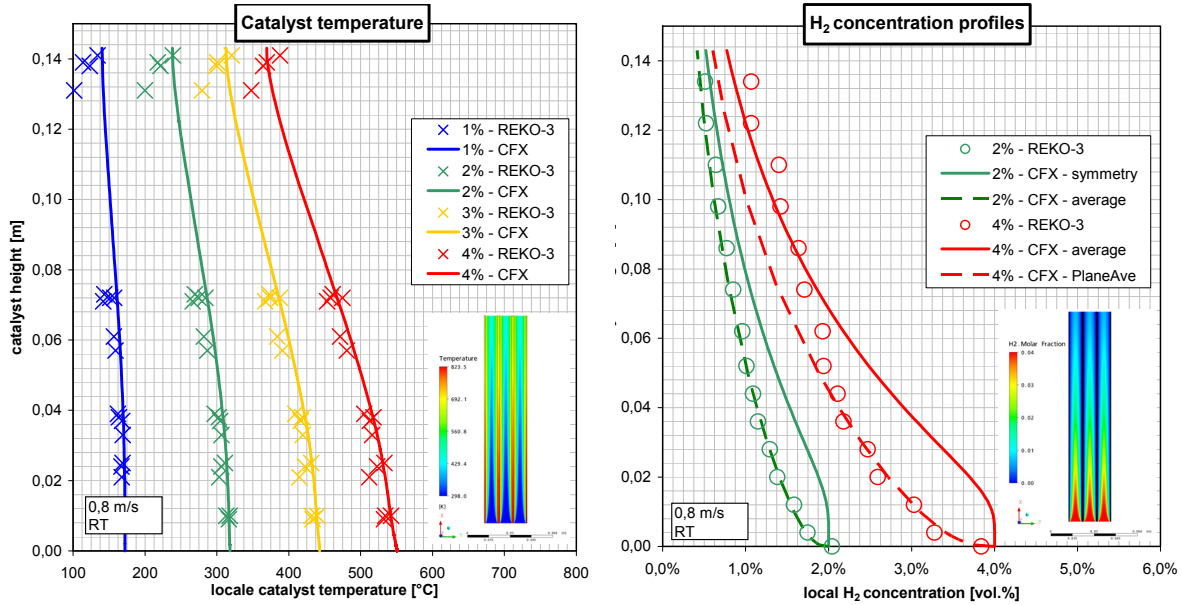 Catalyst temperature
catalyst height [m]
0,14
0,12
0,10
0,08
0,06
0,04
0,02
0,00
100
200
300
400
500
600
700
800
locale catalyst temperature [°C]
1% - REKO-3
1% - CFX
2% - REKO-3
2% - CFX
3% - REKO-3
3% - CFX
4% - REKO-3
4% - CFX
0,8 m/s
RT
Temperature
823.5
692.1
560.8
429.4
298.0
[K]
H2 concentration profiles
0,14
0,12
0,10
0,08
0,06
0,04
0,02
0,00
0,0%
1,0%
2,0%
3,0%
4,0%
5,0%
6,0%
local H2 concentration [vol.%]
2% - REKO-3
2% - CFX - symmetry
2% - CFX - average
4% - REKO-3
4% - CFX - average
4% - CFX - PlaneAve
0,8 m/s
RT
H2 . Molar Fraction
0.04
0.03
0.02
0.01
0.00